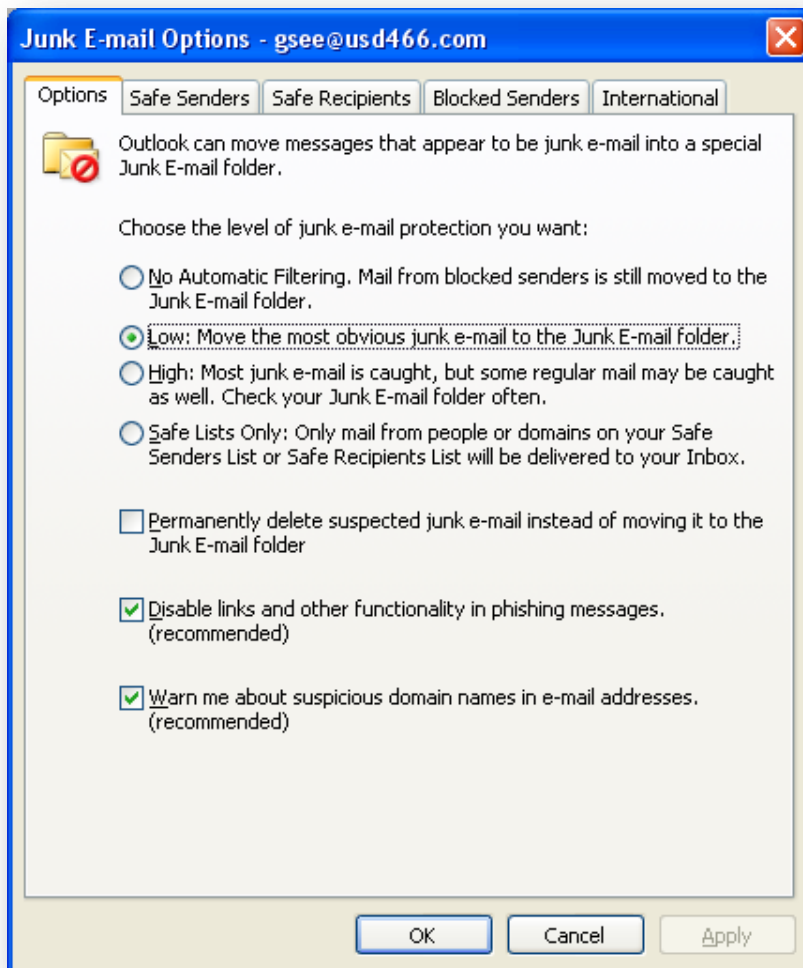 Junk E-mail Options - gsee@usd466.com
Options Safe Senders Safe Recipients Blocked Senders International
Outlook can move messages that appear to be junk e-mail into a special
Junk E-mail folder.
Choose the level of junk e-mail protection you want:
No Automatic Filtering. Mail from blocked senders is still moved to the
Junk E-mail folder.
Low: Move the most obvious junk e-mail to the Junk E-mail folder.
High: Most junk e-mail is caught, but some regular mail may be caught
as well. Check your Junk E-mail folder often.
Safe Lists Only: Only mail from people or domains on your Safe
Senders List or Safe Recipients List will be delivered to your Inbox.
Permanently delete suspected junk e-mail instead of moving it to the
Junk E-mail folder
Disable links and other functionality in phishing messages.
(recommended)
Warn me about suspicious domain names in e-mail addresses.
(recommended)
OK Cancel Apply